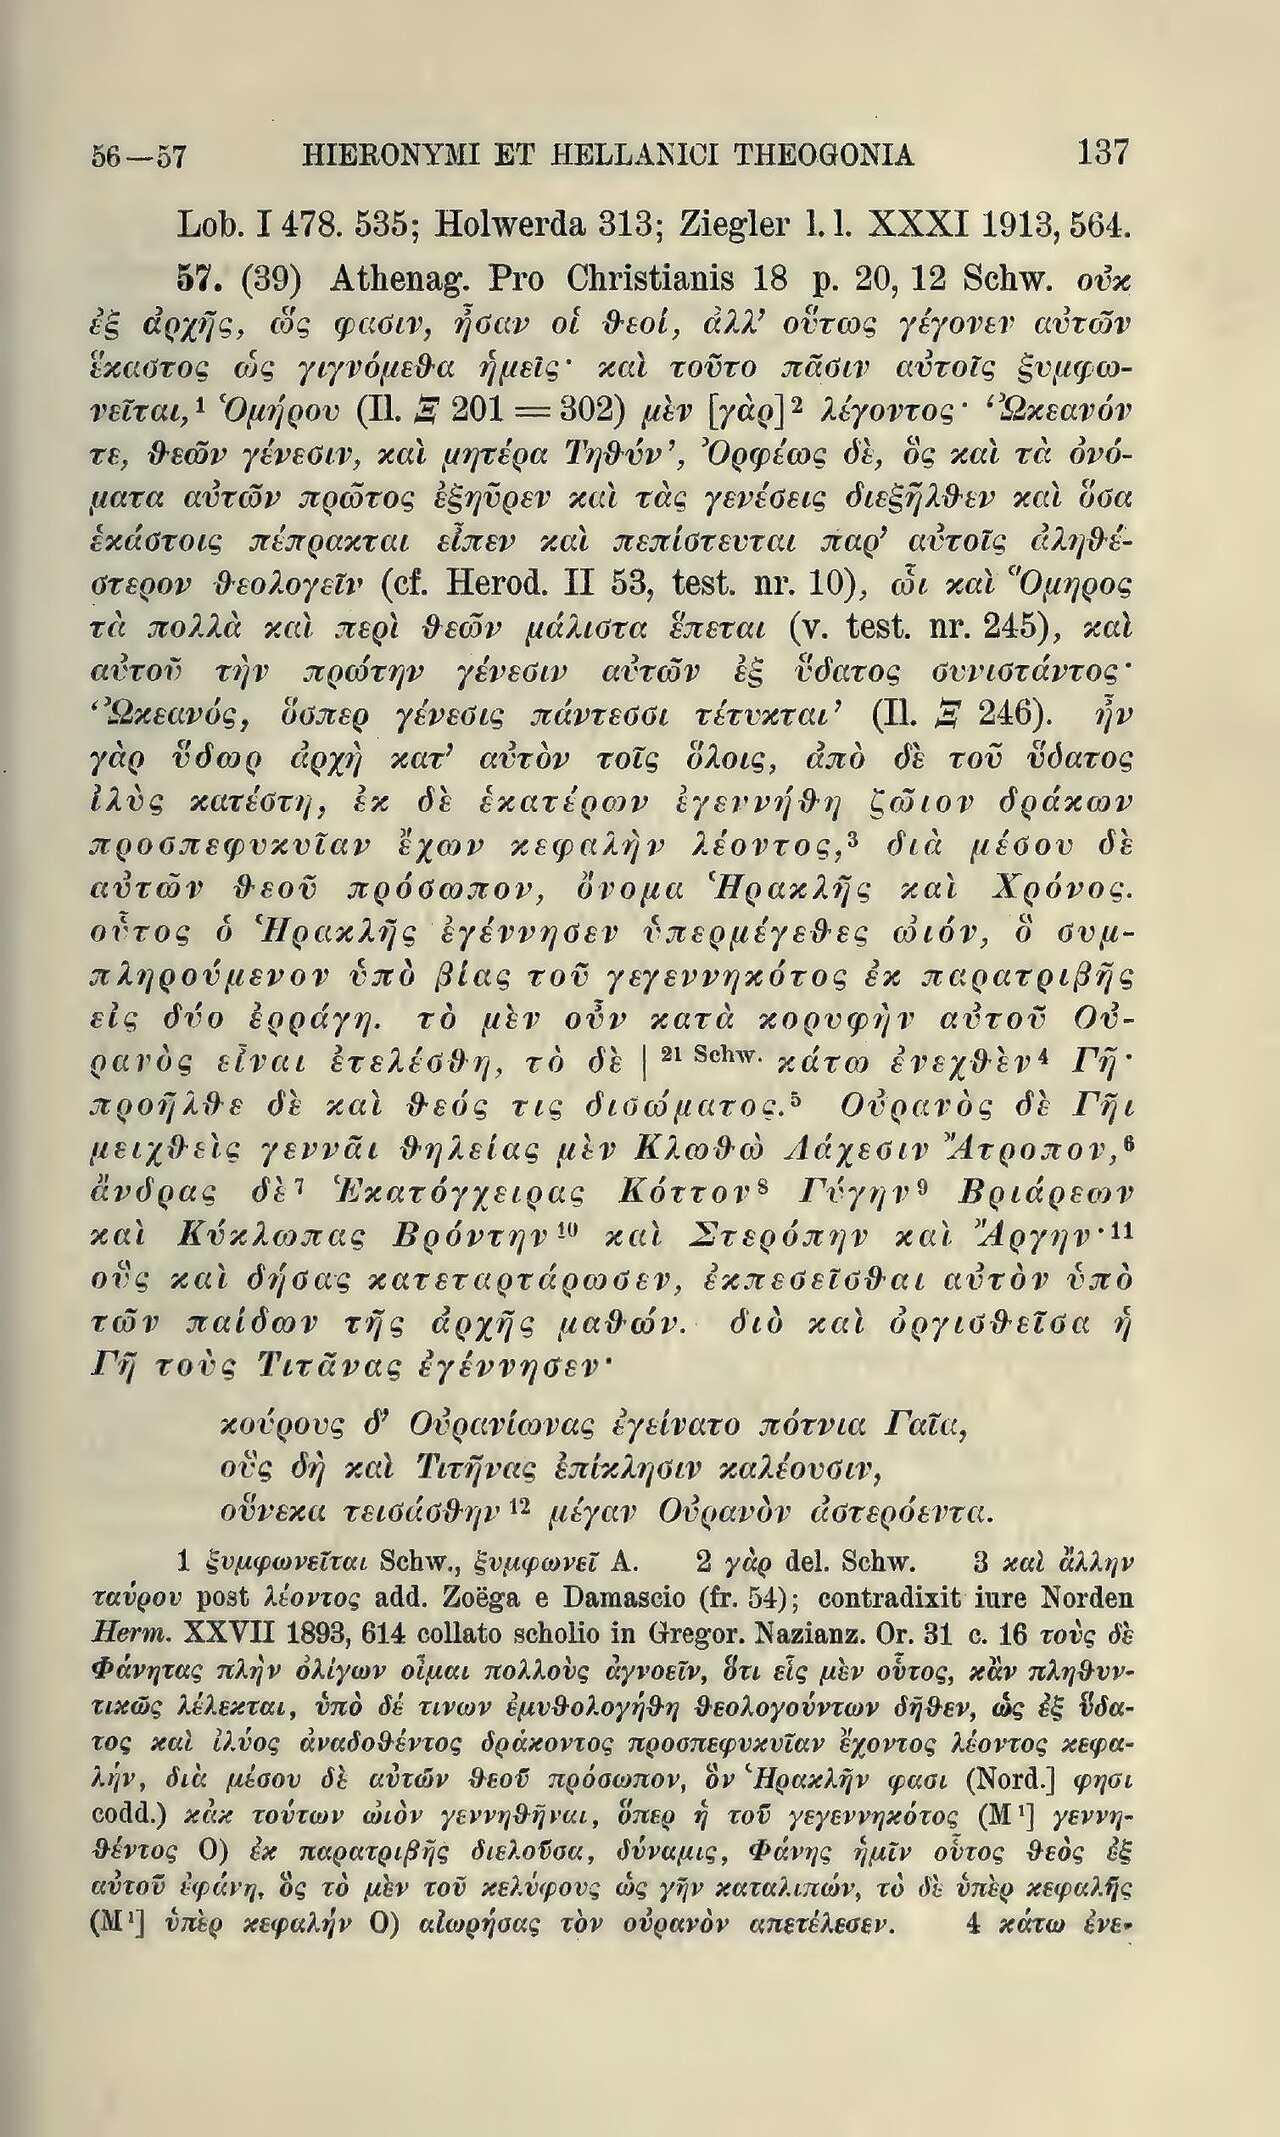 56—57 HIERONYMI ET HELLANICI THEOGONIA 137
Lob. I 478. 535; Holwerda 313; Ziegler l. l. XXXI 1913, 564.
57. (39) Athenag. Pro Christianis 18 p. 20, 12 Schw. οὐκ
ἐξ ἀρχῆς, ὥς φασιν, ἦσαν οἱ θεοί, ἀλλ’ οὕτως γέγονεν αὐτῶν
ἕκαστος ὡς γιγνόμεθα ἡμεῖς· καὶ τοῦτο πᾶσιν αὐτοῖς ξυμφω-
νεῖται,¹ Ὁμήρου (Il. Ξ 201 = 302) μὲν [γὰρ]² λέγοντος· ‘Ὠκεανόν
τε, θεῶν γένεσιν, καὶ μητέρα Τηθύν’, Ὀρφέως δέ, ὃς καὶ τὰ ὀνό-
ματα αὐτῶν πρῶτος ἐξηῦρεν καὶ τὰς γενέσεις διεξῆλθεν καὶ ὅσα
ἑκάστοις πέπρακται εἶπεν καὶ πεπίστευται παρ’ αὐτοῖς ἀληθέ-
στερον θεολογεῖν (cf. Herod. II 53, test. nr. 10), ὧι καὶ Ὅμηρος
τὰ πολλὰ καὶ περὶ θεῶν μάλιστα ἕπεται (v. test. nr. 245), καὶ
αὐτοῦ τὴν πρώτην γένεσιν αὐτῶν ἐξ ὕδατος συνιστάντος·
‘Ὠκεανός, ὅσπερ γένεσις πάντεσσι τέτυκται’ (Il. Ξ 246). ἦν
γὰρ ὕδωρ ἀρχὴ κατ’ αὐτὸν τοῖς ὅλοις, ἀπὸ δὲ τοῦ ὕδατος
ἰλὺς κατέστη, ἐκ δὲ ἑκατέρων ἐγεννήθη ζῶιον δράκων
προσπεφυκυῖαν ἔχων κεφαλὴν λέοντος,³ διὰ μέσου δὲ
αὐτῶν θεοῦ πρόσωπον, ὄνομα Ἡρακλῆς καὶ Χρόνος.
οὗτος ὁ Ἡρακλῆς ἐγέννησεν ὑπερμέγεθες ὠιόν, ὃ συμ-
πληρούμενον ὑπὸ βίας τοῦ γεγεννηκότος ἐκ παρατριβῆς
εἰς δύο ἐρράγη. τὸ μὲν οὖν κατὰ κορυφὴν αὐτοῦ Οὐ-
ρανὸς εἶναι ἐτελέσθη, τὸ δὲ | ²¹ ˢᶜʰʷ· κάτω ἐνεχθὲν⁴ Γῆ·
προῆλθε δὲ καὶ θεός τις δισώματος.⁵ Οὐρανὸς δὲ Γῆι
μειχθεὶς γεννᾶι θηλείας μὲν Κλωθὼ Λάχεσιν Ἄτροπον,⁶
ἄνδρας δὲ⁷ Ἑκατόγχειρας Κόττον⁸ Γύγην⁹ Βριάρεων
καὶ Κύκλωπας Βρόντην¹⁰ καὶ Στερόπην καὶ Ἄργην·¹¹
οὓς καὶ δήσας κατεταρτάρωσεν, ἐκπεσεῖσθαι αὐτὸν ὑπὸ
τῶν παίδων τῆς ἀρχῆς μαθών. διὸ καὶ ὀργισθεῖσα ἡ
Γῆ τοὺς Τιτᾶνας ἐγέννησεν·
κούρους δ’ Οὐρανίωνας ἐγείνατο πότνια Γαῖα,
οὓς δὴ καὶ Τιτῆνας ἐπίκλησιν καλέουσιν,
οὕνεκα τεισάσθην¹² μέγαν Οὐρανὸν ἀστερόεντα.
1 ξυμφωνεῖται Schw., ξυμφωνεῖ A. 2 γὰρ del. Schw. 3 καὶ ἄλλην
ταύρου post λέοντος add. Zoëga e Damascio (fr. 54); contradixit iure Norden
Herm. XXVII 1893, 614 collato scholio in Gregor. Nazianz. Or. 31 c. 16 τοὺς δὲ
Φάνητας πλὴν ὀλίγων οἶμαι πολλοὺς ἀγνοεῖν, ὅτι εἷς μὲν οὗτος, κἂν πληθυν-
τικῶς λέλεκται, ὑπὸ δέ τινων ἐμυθολογήθη θεολογούντων δῆθεν, ὡς ἐξ ὕδα-
τος καὶ ἰλύος ἀναδοθέντος δράκοντος προσπεφυκυῖαν ἔχοντος λέοντος κεφα-
λήν, διὰ μέσου δὲ αὐτῶν θεοῦ πρόσωπον, ὃν Ἡρακλῆν φασι (Nord.] φησι
codd.) κἀκ τούτων ὠιὸν γεννηθῆναι, ὅπερ ἡ τοῦ γεγεννηκότος (M¹] γεννη-
θέντος O) ἐκ παρατριβῆς διελοῦσα, δύναμις, Φάνης ἡμῖν οὗτος θεὸς ἐξ
αὐτοῦ ἐφάνη, ὃς τὸ μὲν τοῦ κελύφους ὡς γῆν καταλιπών, τὸ δὲ ὑπὲρ κεφαλῆς
(M¹] ὑπὲρ κεφαλήν O) αἰωρήσας τὸν οὐρανὸν απετέλεσεν. 4 κάτω ἐνε-